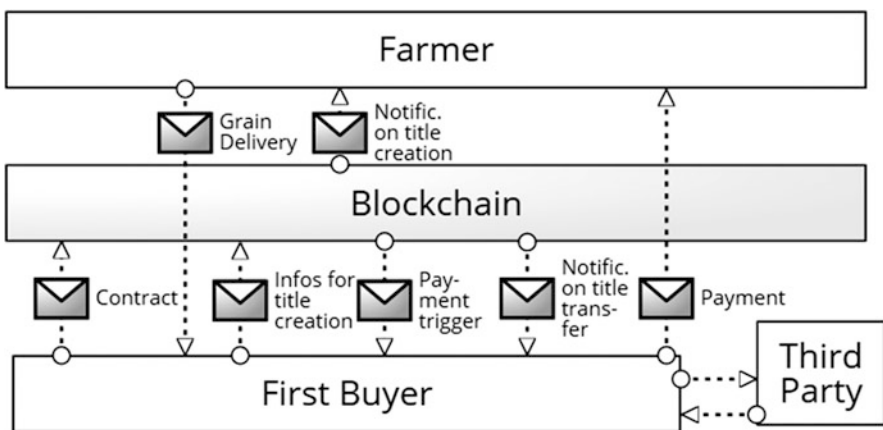 Farmer
Grain
Delivery
Notific.
on title
creation
Blockchain
Contract
Infos for
title
creation
Pay-
ment
trigger
Notific.
on title
trans-
fer
Payment
First Buyer
Third
Party